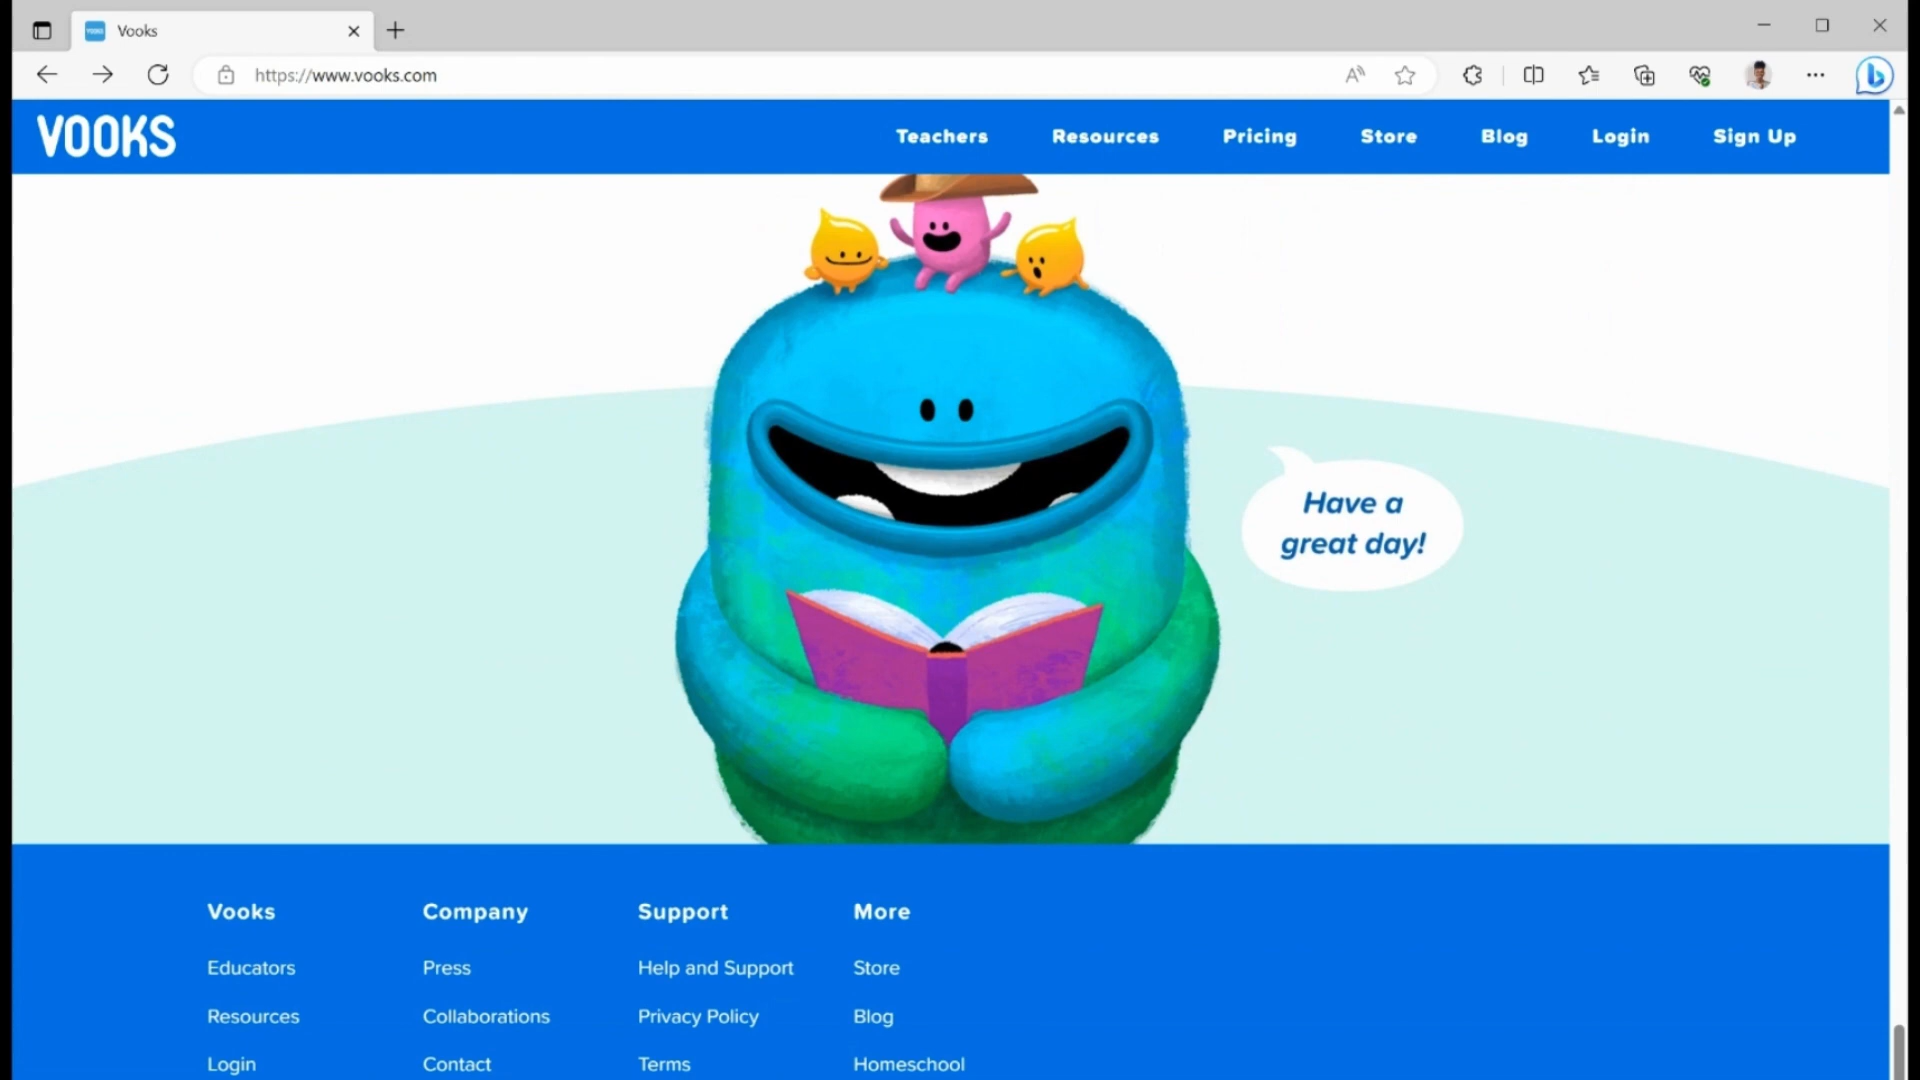 Vooks
https://www.vooks.com
VOOKS
Teachers Resources Pricing Store Blog Login Sign Up
Have a
great day!
Vooks Company Support More
Educators Press Help and Support Store
Resources Collaborations Privacy Policy Blog
Login Contact Terms Homeschool